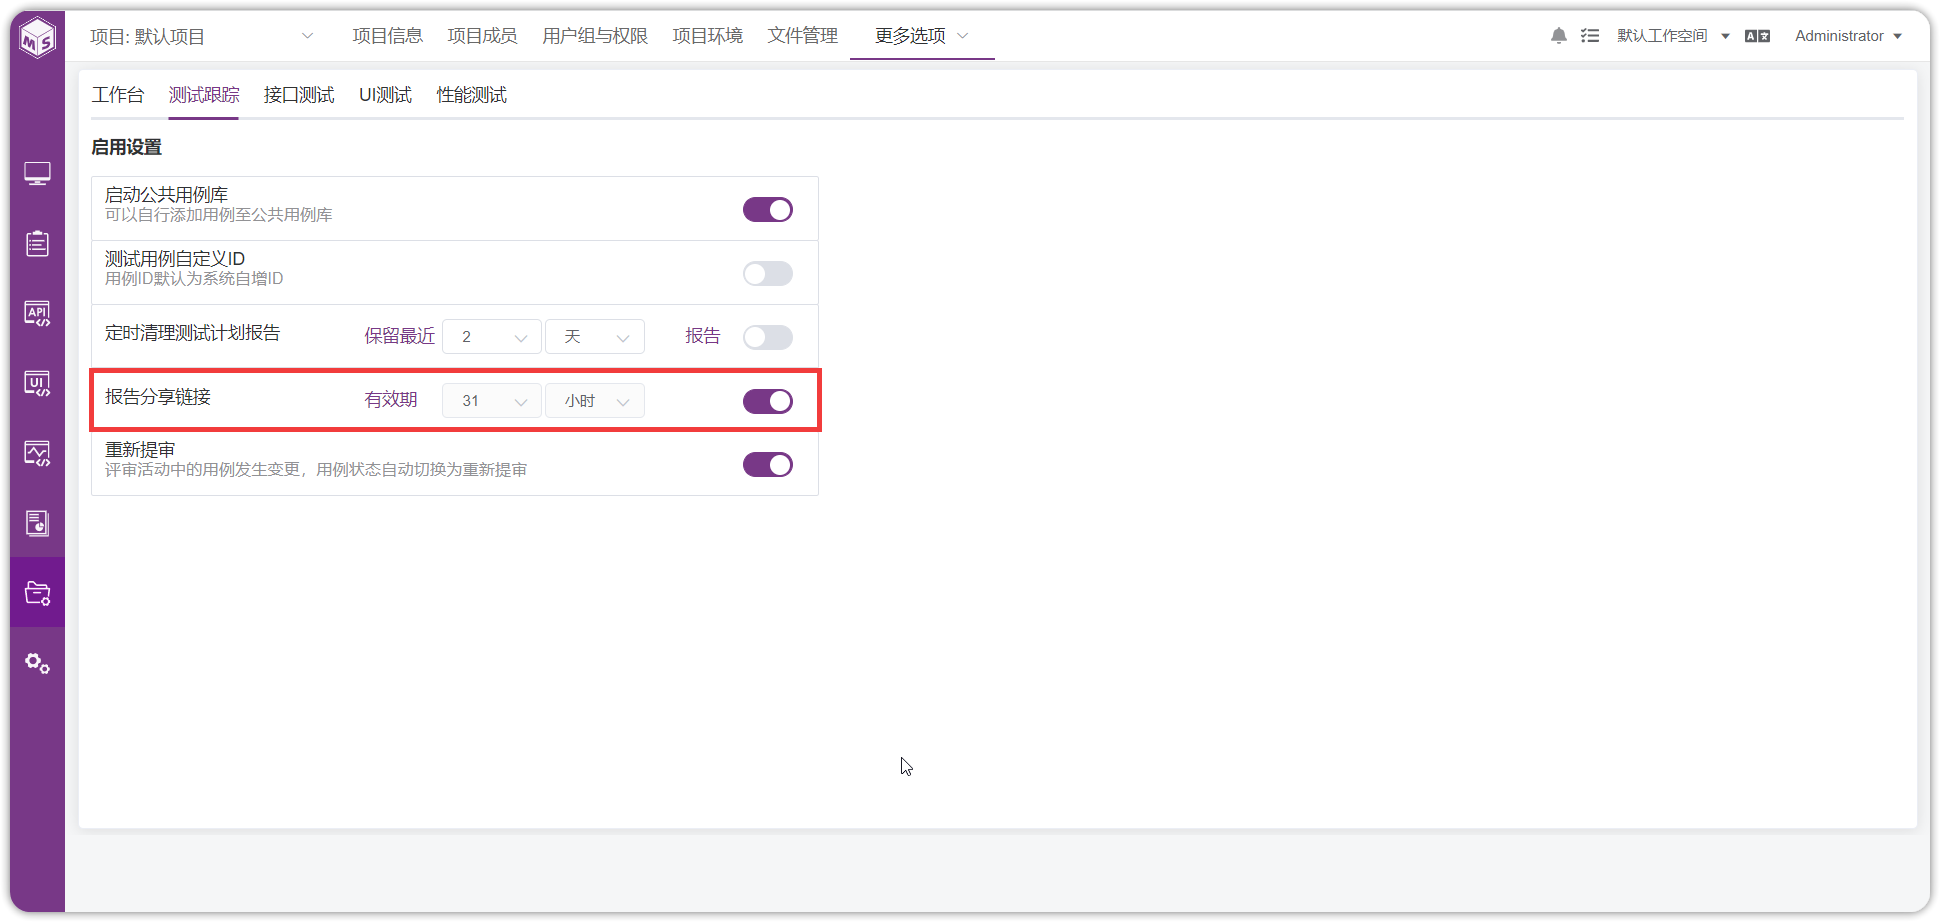 MS
项目: 默认项目 项目信息 项目成员 用户组与权限 项目环境 文件管理 更多选项 默认工作空间 A 文 Administrator
工作台 测试跟踪 接口测试 UI测试 性能测试
启用设置
启动公共用例库
可以自行添加用例至公共用例库
测试用例自定义ID
用例ID默认为系统自增ID
定时清理测试计划报告 保留最近 2 天 报告
报告分享链接 有效期 31 小时
重新提审
评审活动中的用例发生变更，用例状态自动切换为重新提审
API
UI